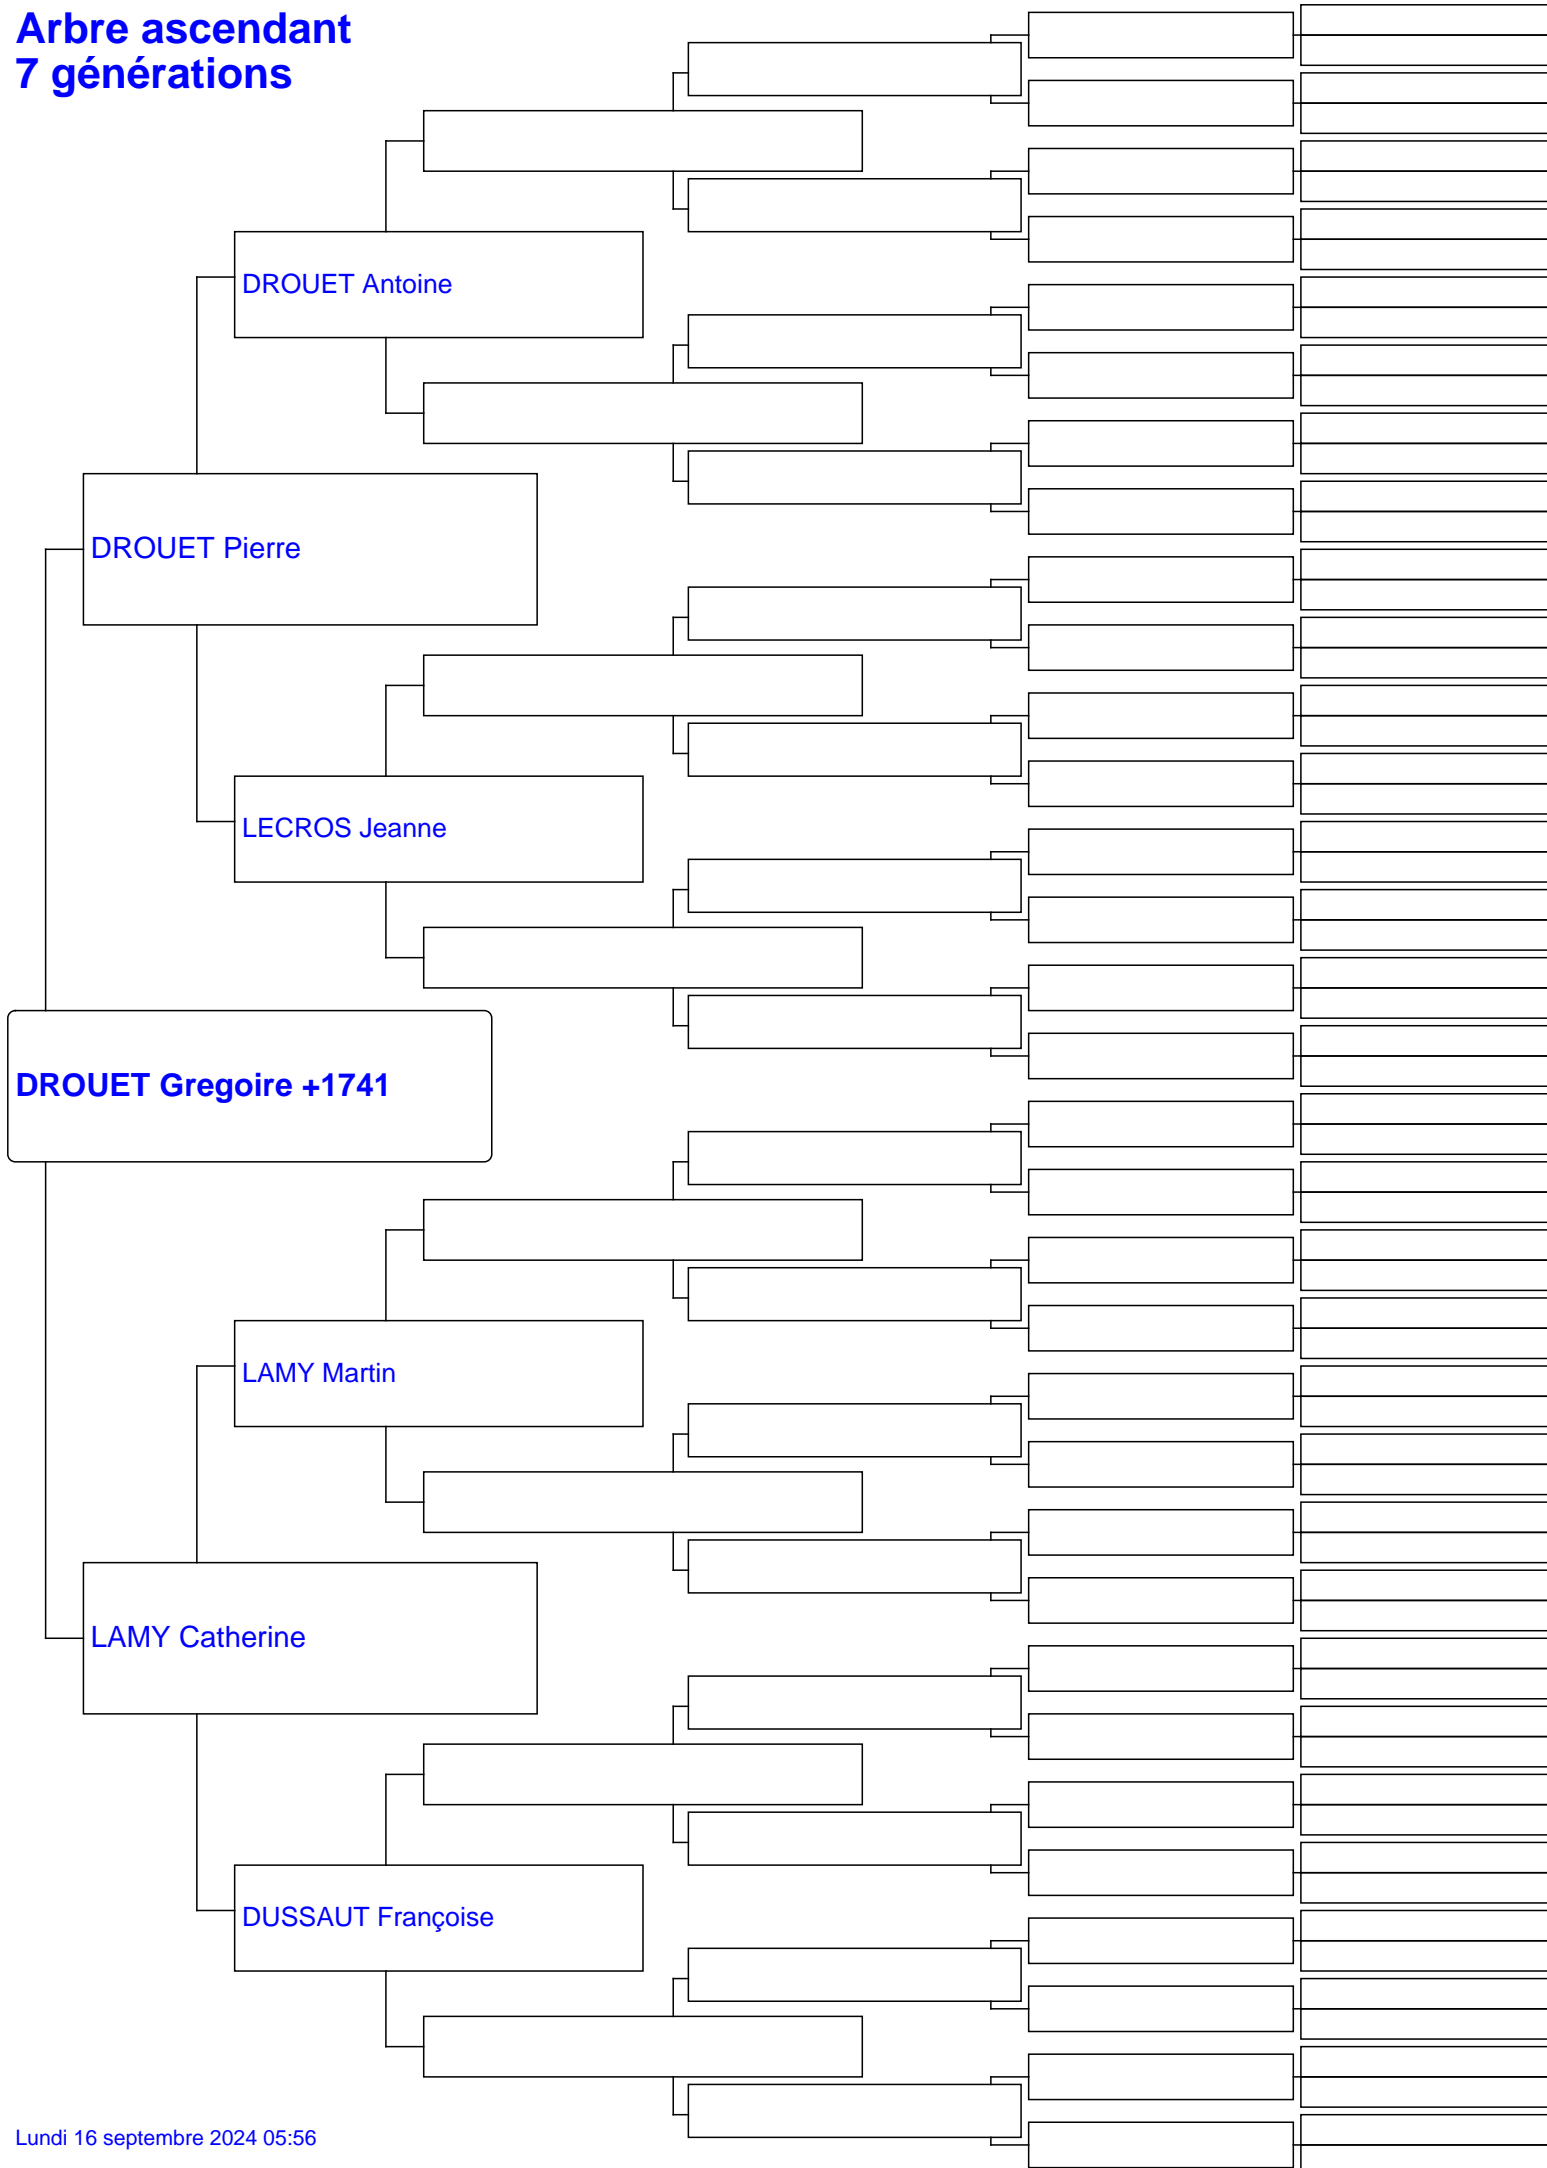 Arbre ascendant
7 générations
DROUET Antoine
DROUET Pierre
LECROS Jeanne
DROUET Gregoire +1741
LAMY Martin
LAMY Catherine
DUSSAUT Françoise
Lundi 16 septembre 2024 05:56